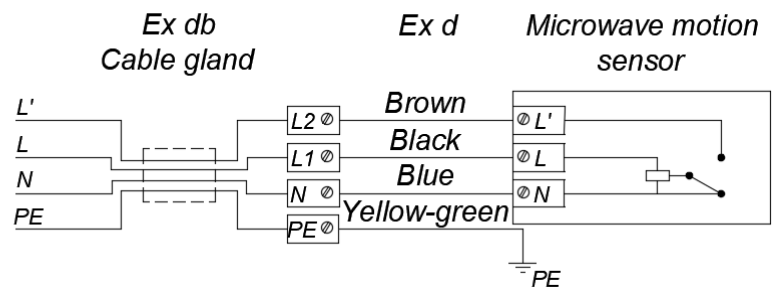 Ex db
Cable gland
Ex d
Microwave motion
sensor
L'
L2
Brown
L'
L
L1
Black
L
N
N
Blue
N
PE
PE
Yellow-green
PE